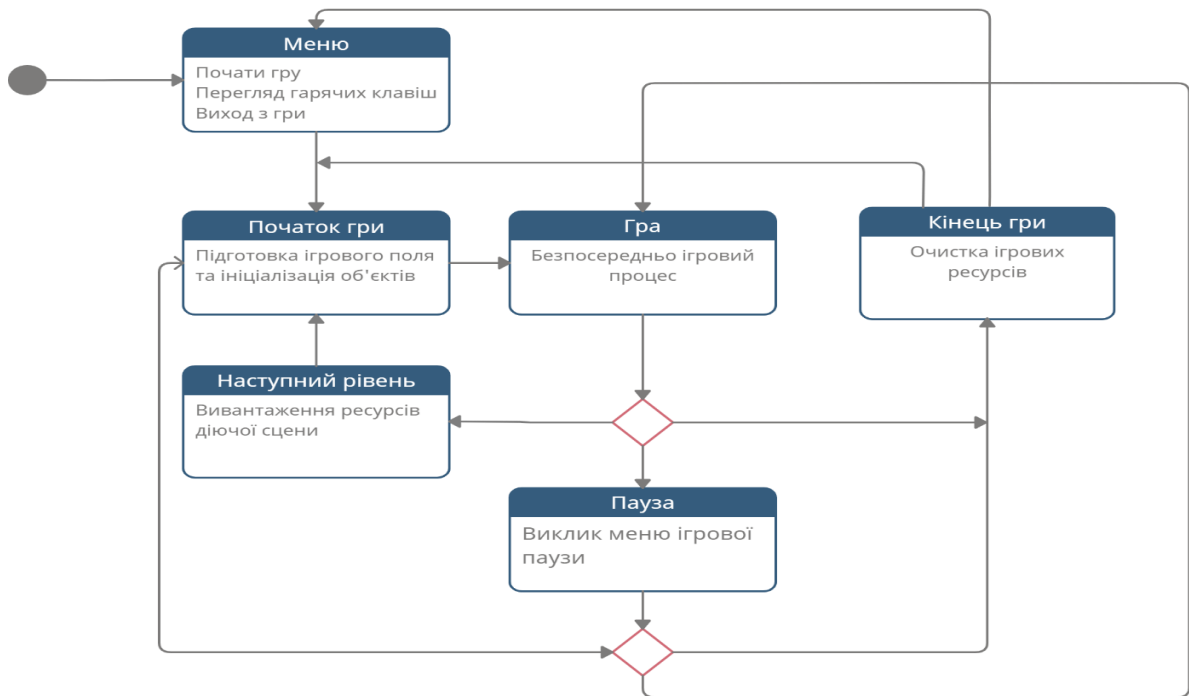 Меню
Почати гру
Перегляд гарячих клавіш
Виход з гри
Початок гри
Підготовка ігрового поля
та ініціалізація об'єктів
Гра
Безпосередньо ігровий
процес
Кінець гри
Очистка ігрових
ресурсів
Наступний рівень
Вивантаження ресурсів
діючої сцени
Пауза
Виклик меню ігрової
паузи